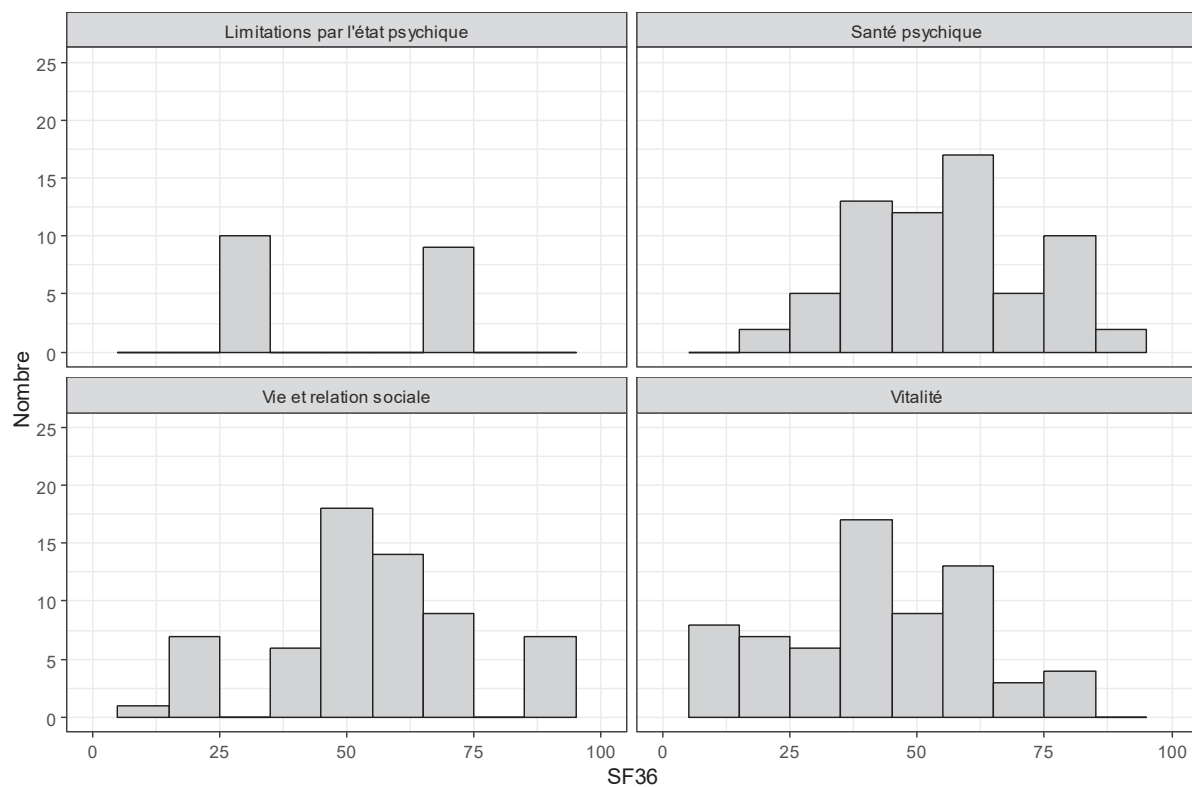 Limitations par l'état psychique
Santé psychique
25
20
15
10
5
0
Nombre
Vie et relation sociale
Vitalité
25
20
15
10
5
0
0 25 50 75 100
0 25 50 75 100
SF36